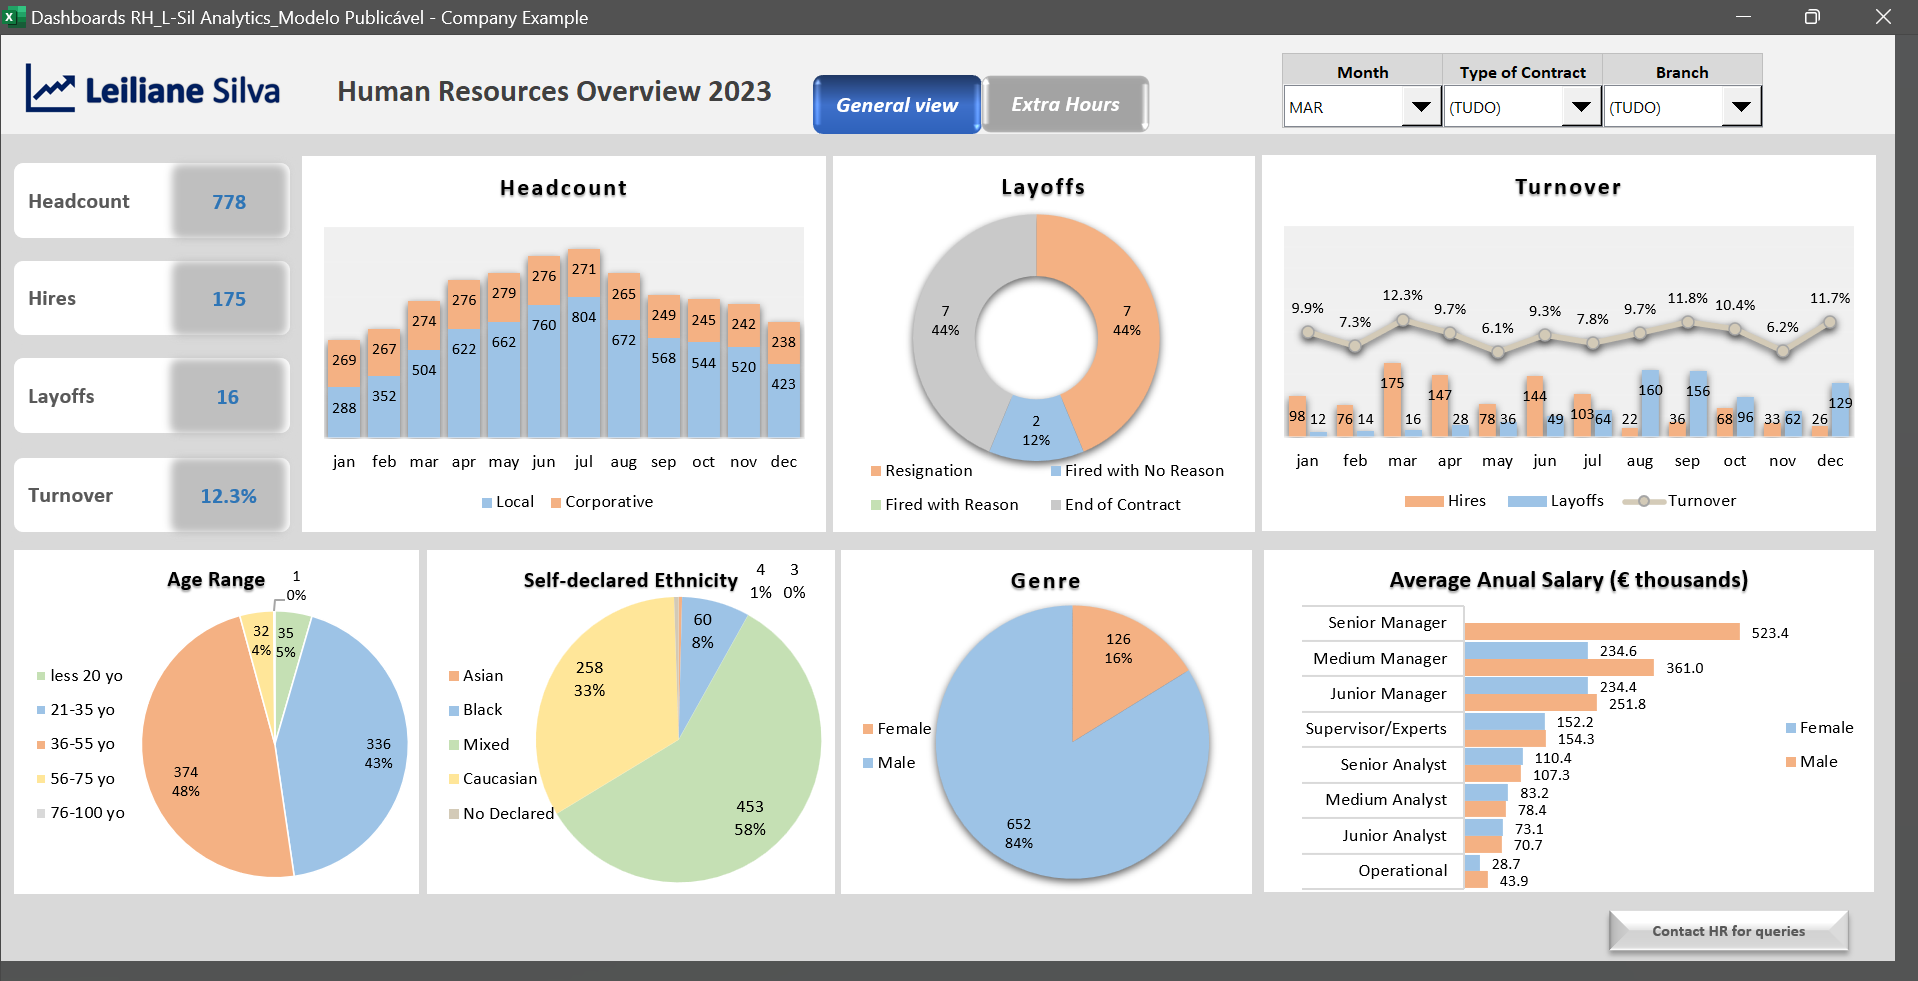 Dashboards RH_L-Sil Analytics_Modelo Publicável - Company Example
Leiliane Silva
Human Resources Overview 2023
General view
Extra Hours
Month
Type of Contract
Branch
MAR
(TUDO)
(TUDO)
Headcount
778
Hires
175
Layoffs
16
Turnover
12.3%
Headcount
269 267 274 276 279 276 271 265 249 245 242 238
288 352 504 622 662 760 804 672 568 544 520 423
jan feb mar apr may jun jul aug sep oct nov dec
Local
Corporative
Layoffs
7
44%
7
44%
2
12%
Resignation
Fired with No Reason
Fired with Reason
End of Contract
Turnover
9.9% 7.3% 12.3% 9.7% 6.1% 9.3% 7.8% 9.7% 11.8% 10.4% 6.2% 11.7%
98 12 76 14 175 16 147 28 78 36 144 49 103 64 22 160 36 156 68 96 33 62 26 129
jan feb mar apr may jun jul aug sep oct nov dec
Hires
Layoffs
Turnover
Age Range
1
0%
32
4%
35
5%
336
43%
374
48%
less 20 yo
21-35 yo
36-55 yo
56-75 yo
76-100 yo
Self-declared Ethnicity
4
1%
3
0%
60
8%
258
33%
453
58%
Asian
Black
Mixed
Caucasian
No Declared
Genre
126
16%
652
84%
Female
Male
Average Anual Salary (€ thousands)
Senior Manager
523.4
Medium Manager
234.6
361.0
Junior Manager
234.4
251.8
Supervisor/Experts
152.2
154.3
Senior Analyst
110.4
107.3
Medium Analyst
83.2
78.4
Junior Analyst
73.1
70.7
Operational
28.7
43.9
Female
Male
Contact HR for queries